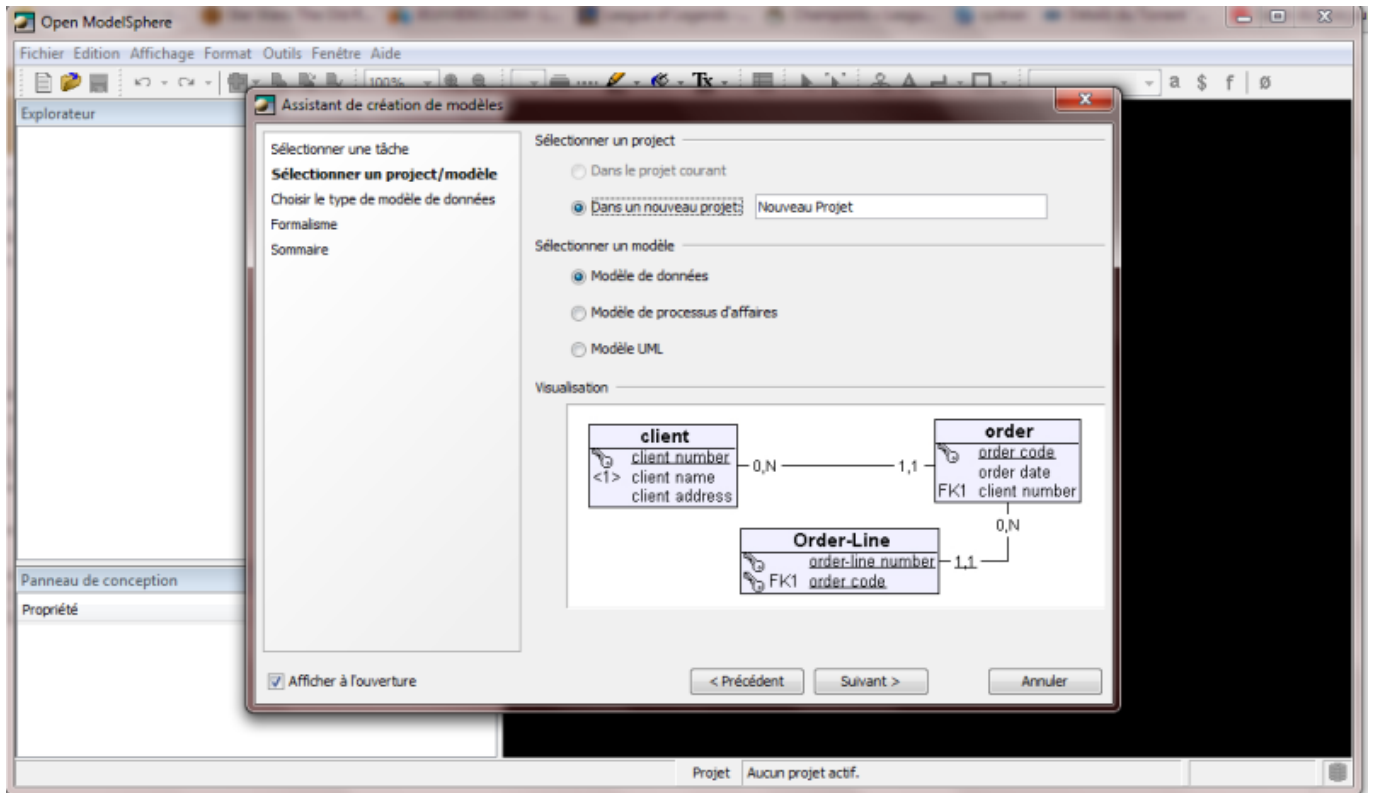 Open ModelSphere
Fichier Edition Affichage Format Outils Fenêtre Aide
100% Tx a $ f ø
Explorateur
Assistant de création de modèles
Sélectionner une tâche
Sélectionner un project/modèle
Choisir le type de modèle de données
Formalisme
Sommaire
Sélectionner un project
Dans le projet courant
Dans un nouveau projet: Nouveau Projet
Sélectionner un modèle
Modèle de données
Modèle de processus d'affaires
Modèle UML
Visualisation
client
client number
<1> client name
client address
0,N 1,1
order
order code
order date
FK1 client number
0,N
Order-Line
order-line number
FK1 order code
1,1
Panneau de conception
Propriété
Afficher à l'ouverture
< Précédent Suivant > Annuler
Projet Aucun projet actif.